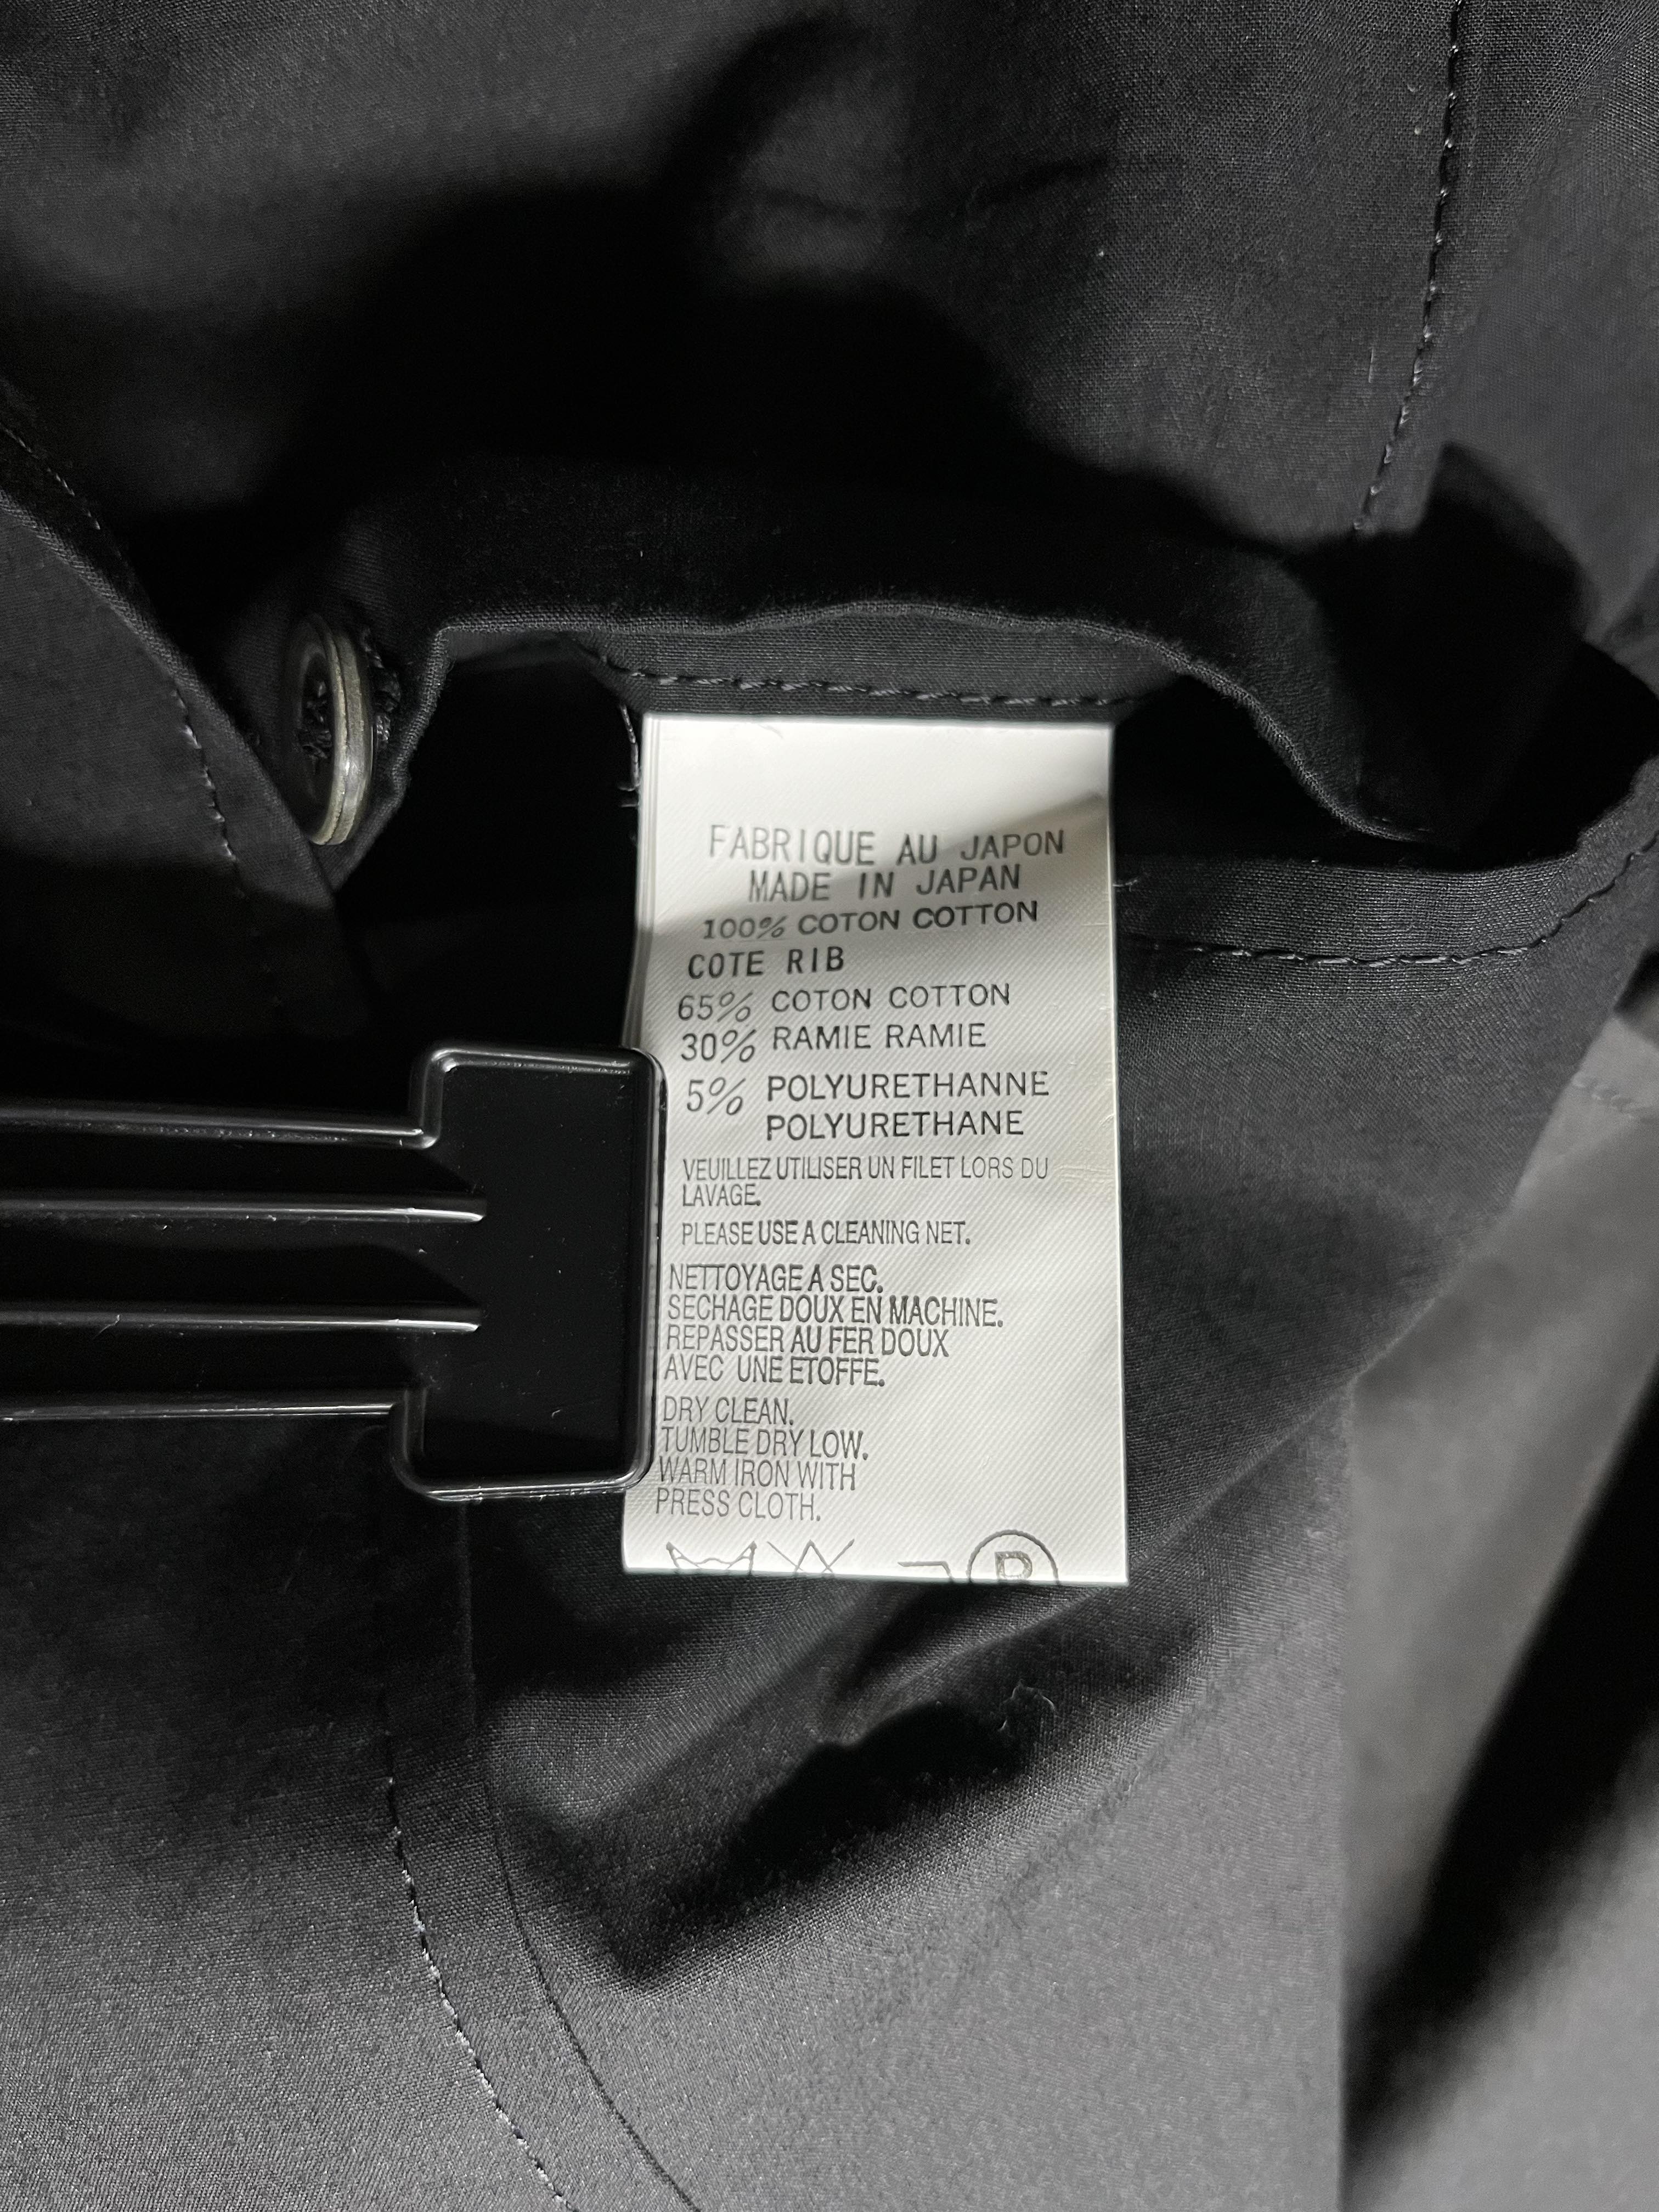 FABRIQUE AU JAPON
MADE IN JAPAN
100% COTON COTTON
COTE RIB
65% COTON COTTON
30% RAMIE RAMIE
5% POLYURETHANNE
POLYURETHANE
VEUILLEZ UTILISER UN FILET LORS DU
LAVAGE.
PLEASE USE A CLEANING NET.
NETTOYAGE A SEC.
SECHAGE DOUX EN MACHINE.
REPASSER AU FER DOUX
AVEC UNE ETOFFE.
DRY CLEAN.
TUMBLE DRY LOW.
WARM IRON WITH
PRESS CLOTH.
P